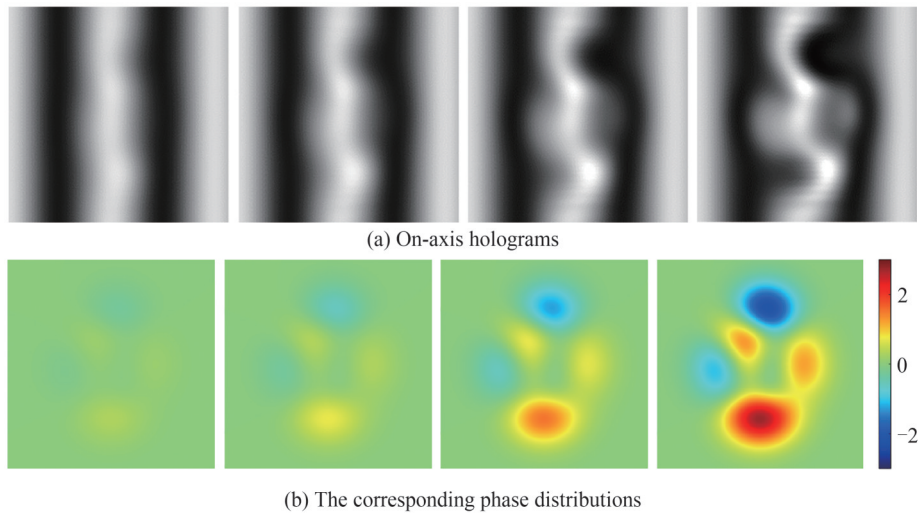 (a) On-axis holograms
2
0
−2
(b) The corresponding phase distributions